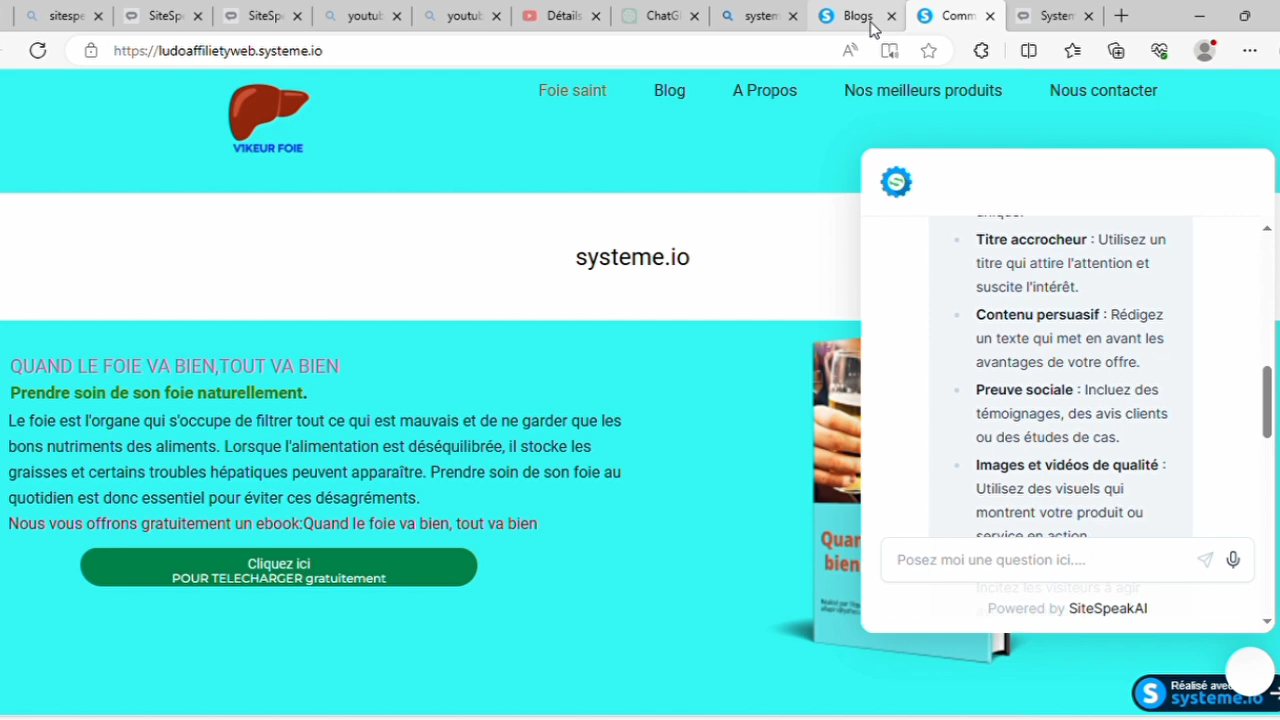 sitespe
SiteSpe
SiteSp
youtub
youtub
Détails
ChatG
system
Blogs
Comm
System
https://ludoaffilietyweb.systeme.io
V1KEUR FOIE
Foie saint
Blog
A Propos
Nos meilleurs produits
Nous contacter
systeme.io
QUAND LE FOIE VA BIEN,TOUT VA BIEN
Prendre soin de son foie naturellement.
Le foie est l'organe qui s'occupe de filtrer tout ce qui est mauvais et de ne garder que les
bons nutriments des aliments. Lorsque l'alimentation est déséquilibrée, il stocke les
graisses et certains troubles hépatiques peuvent apparaître. Prendre soin de son foie au
quotidien est donc essentiel pour éviter ces désagréments.
Nous vous offrons gratuitement un ebook:Quand le foie va bien, tout va bien
Cliquez ici
POUR TELECHARGER gratuitement
Quan
bien
unique.
Titre accrocheur : Utilisez un
titre qui attire l'attention et
suscite l'intérêt.
Contenu persuasif : Rédigez
un texte qui met en avant les
avantages de votre offre.
Preuve sociale : Incluez des
témoignages, des avis clients
ou des études de cas.
Images et vidéos de qualité :
Utilisez des visuels qui
montrent votre produit ou
service en action.
Posez moi une question ici....
Incitez les visiteurs à agir
Powered by SiteSpeakAI
Réalisé avec
systeme.io